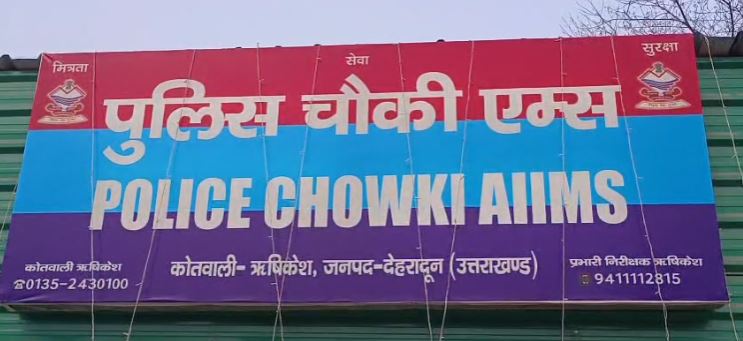 मित्रता सेवा सुरक्षा
पुलिस चौकी एम्स
POLICE CHOWKI AIIMS
कोतवाली ऋषिकेश
☎0135-2430100
कोतवाली- ऋषिकेश, जनपद-देहरादून (उत्तराखण्ड)
प्रभारी निरीक्षक ऋषिकेश
9411112815